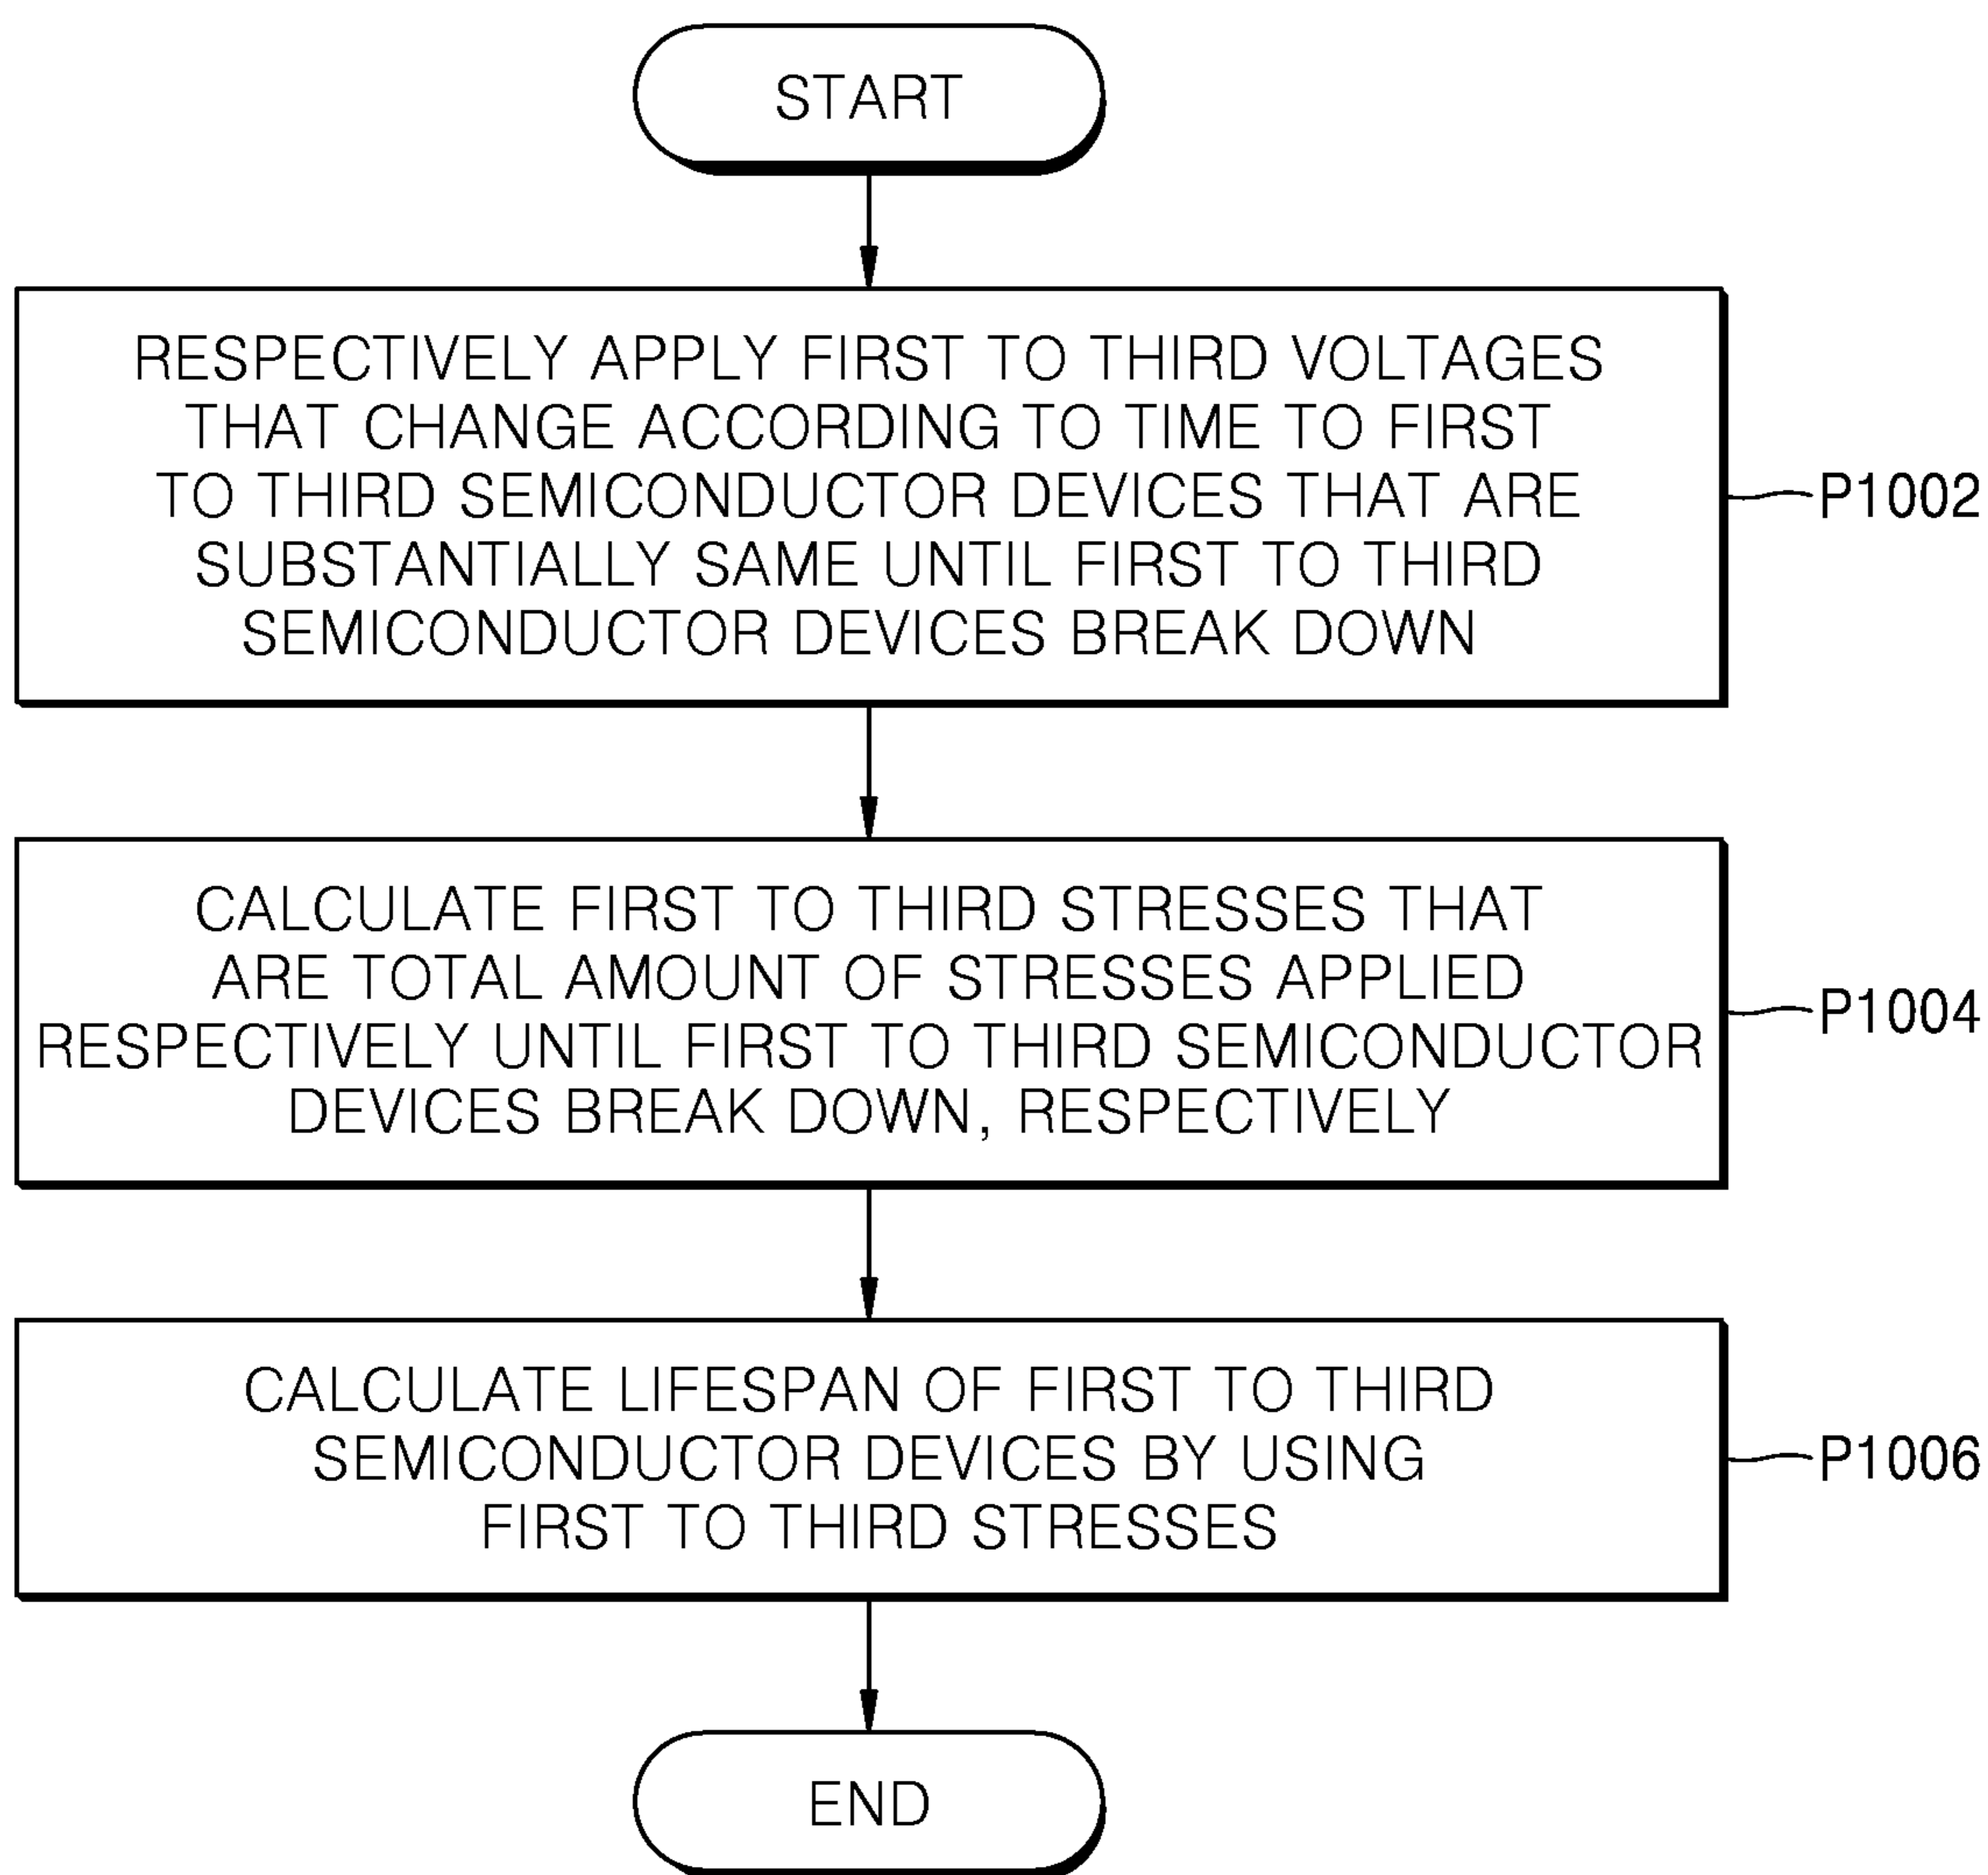 START
RESPECTIVELY APPLY FIRST TO THIRD VOLTAGES
THAT CHANGE ACCORDING TO TIME TO FIRST
TO THIRD SEMICONDUCTOR DEVICES THAT ARE
SUBSTANTIALLY SAME UNTIL FIRST TO THIRD
SEMICONDUCTOR DEVICES BREAK DOWN
P1002
CALCULATE FIRST TO THIRD STRESSES THAT
ARE TOTAL AMOUNT OF STRESSES APPLIED
RESPECTIVELY UNTIL FIRST TO THIRD SEMICONDUCTOR
DEVICES BREAK DOWN, RESPECTIVELY
P1004
CALCULATE LIFESPAN OF FIRST TO THIRD
SEMICONDUCTOR DEVICES BY USING
FIRST TO THIRD STRESSES
P1006
END